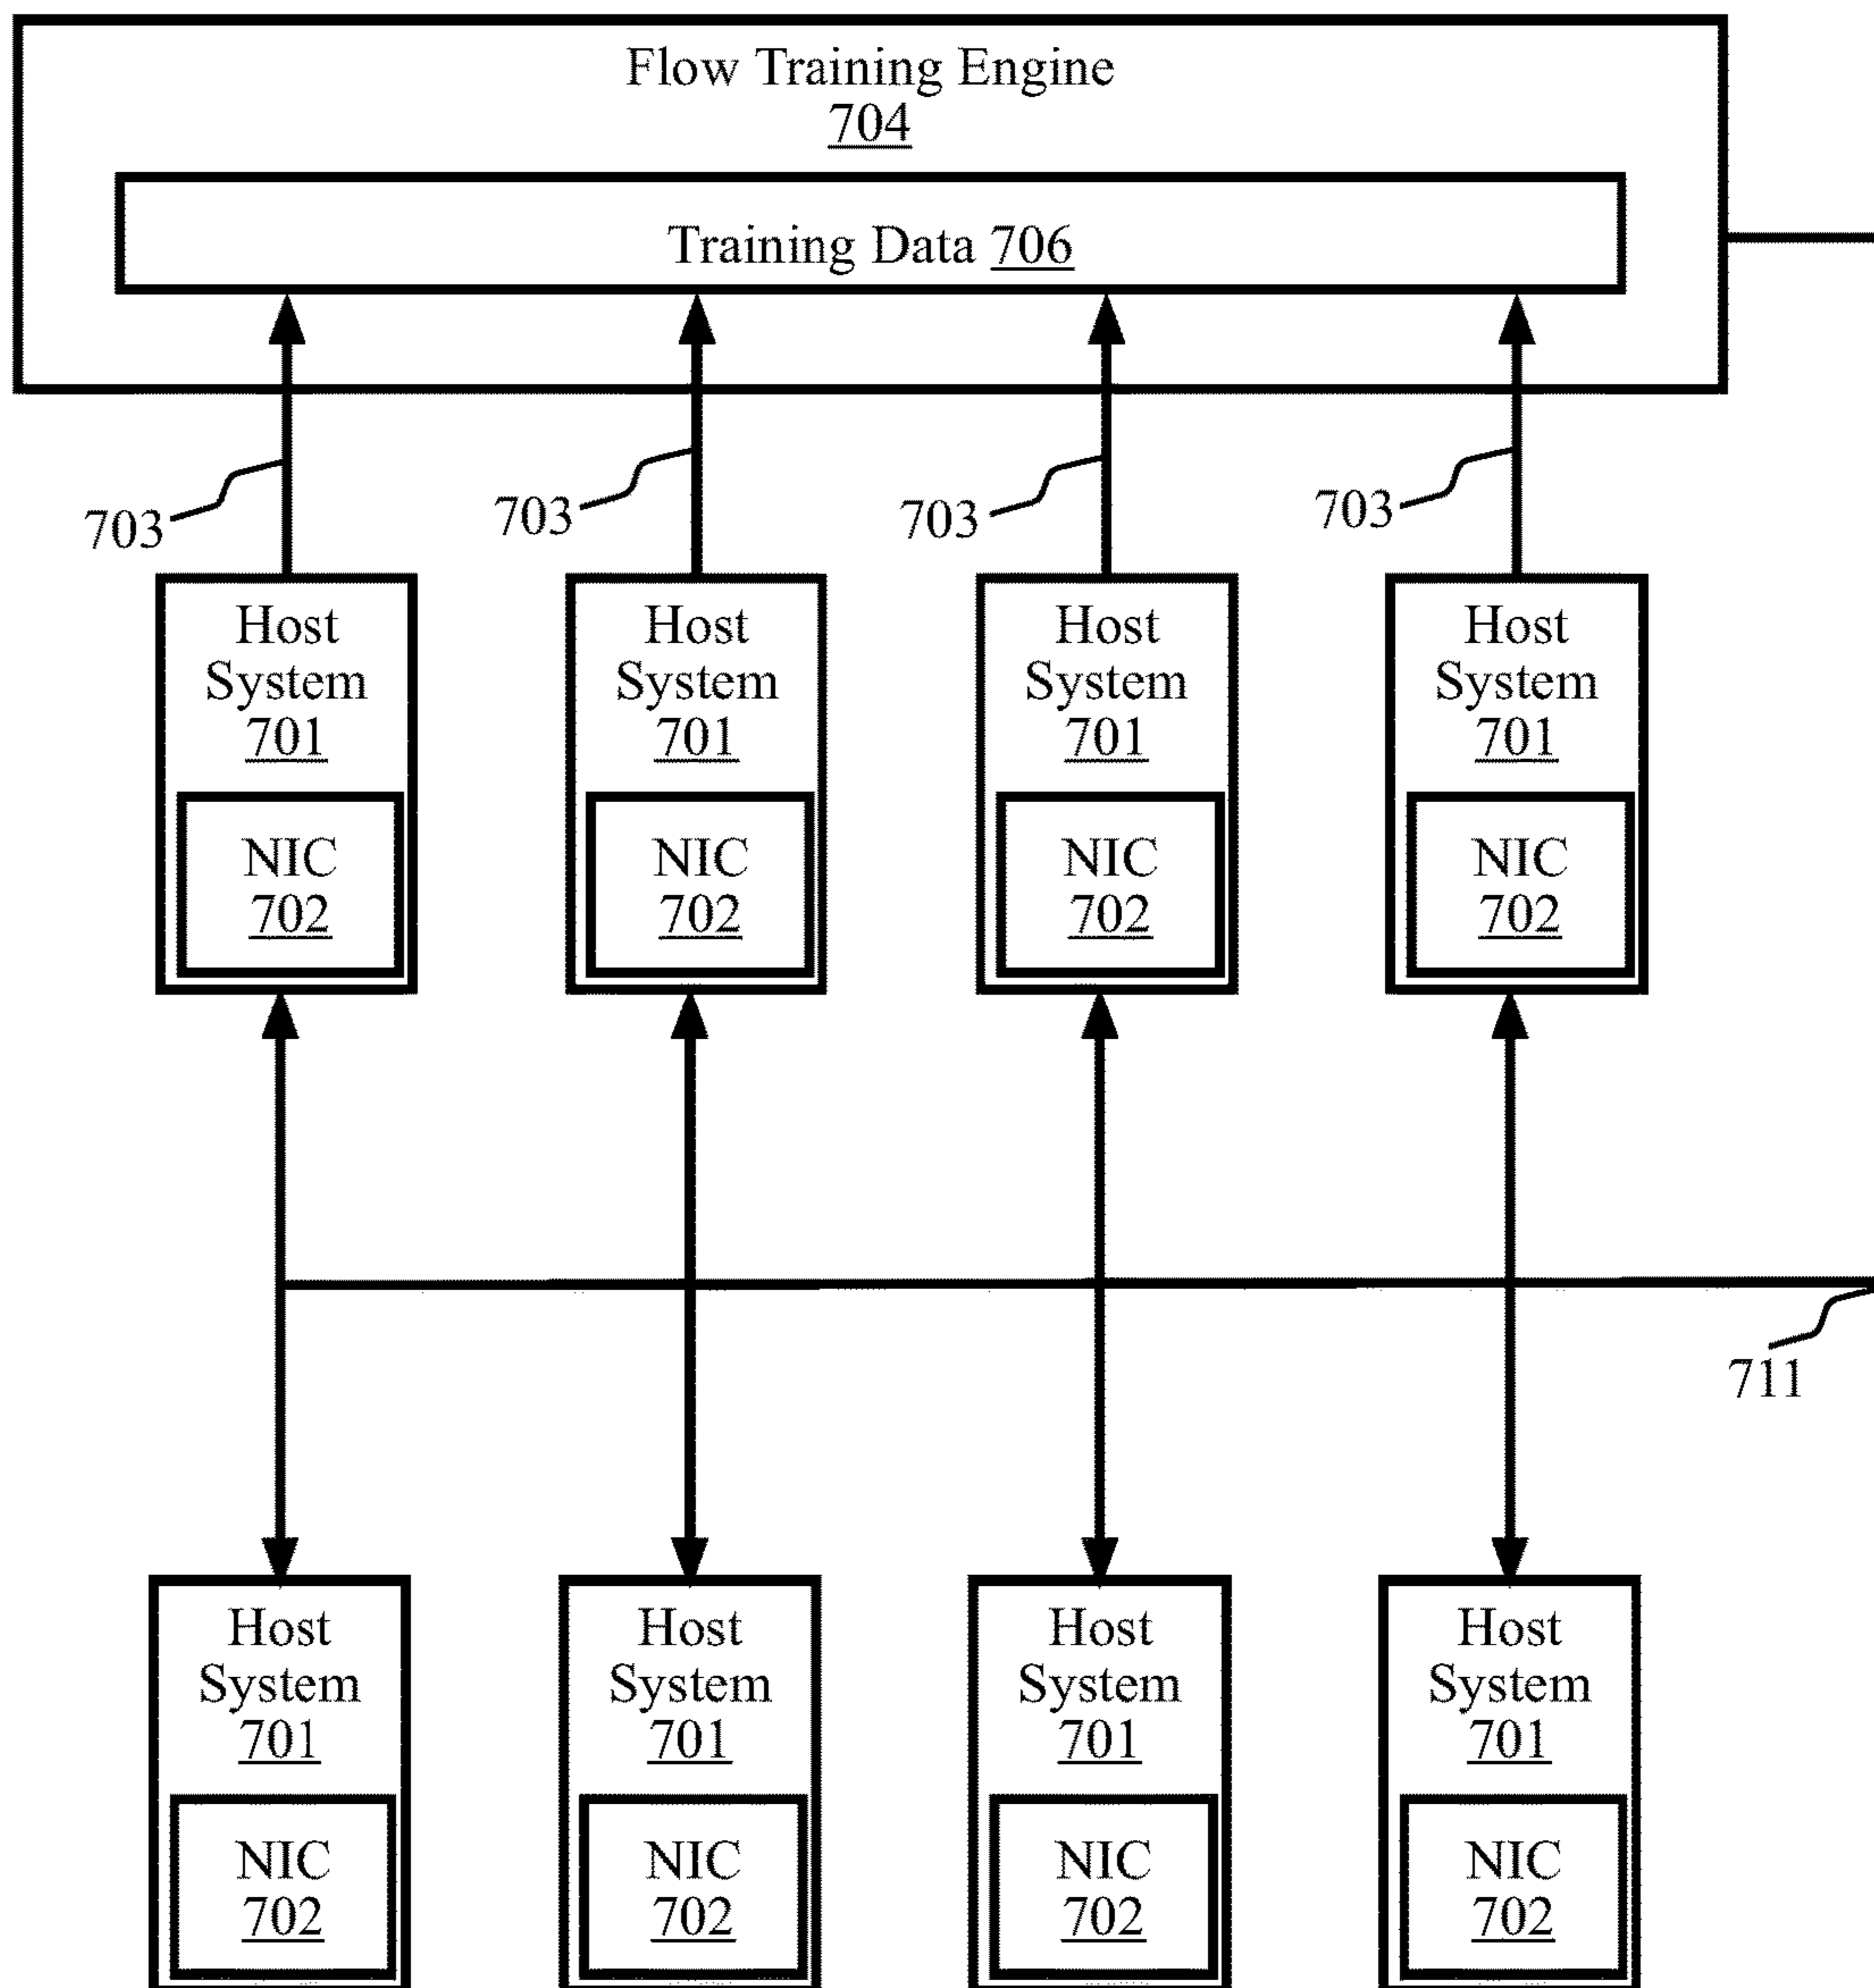 Flow Training Engine
704
Training Data 706
703
703
703
703
Host
System
701
NIC
702
Host
System
701
NIC
702
Host
System
701
NIC
702
Host
System
701
NIC
702
711
Host
System
701
NIC
702
Host
System
701
NIC
702
Host
System
701
NIC
702
Host
System
701
NIC
702